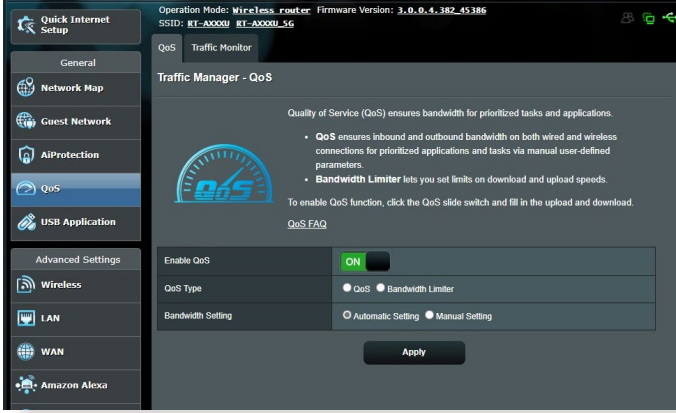 Quick Internet
Setup
Operation Mode: Wireless router Firmware Version: 3.0.0.4.382_45386
SSID: RT-AXXXU RT-AXXXU_5G
QoS Traffic Monitor
General
Network Map
Guest Network
AiProtection
QoS
USB Application
Advanced Settings
Wireless
LAN
WAN
Amazon Alexa
Traffic Manager - QoS
QoS
Quality of Service (QoS) ensures bandwidth for prioritized tasks and applications.
• QoS ensures inbound and outbound bandwidth on both wired and wireless
connections for prioritized applications and tasks via manual user-defined
parameters.
• Bandwidth Limiter lets you set limits on download and upload speeds.
To enable QoS function, click the QoS slide switch and fill in the upload and download.
QoS FAQ
Enable QoS ON
QoS Type QoS Bandwidth Limiter
Bandwidth Setting Automatic Setting Manual Setting
Apply